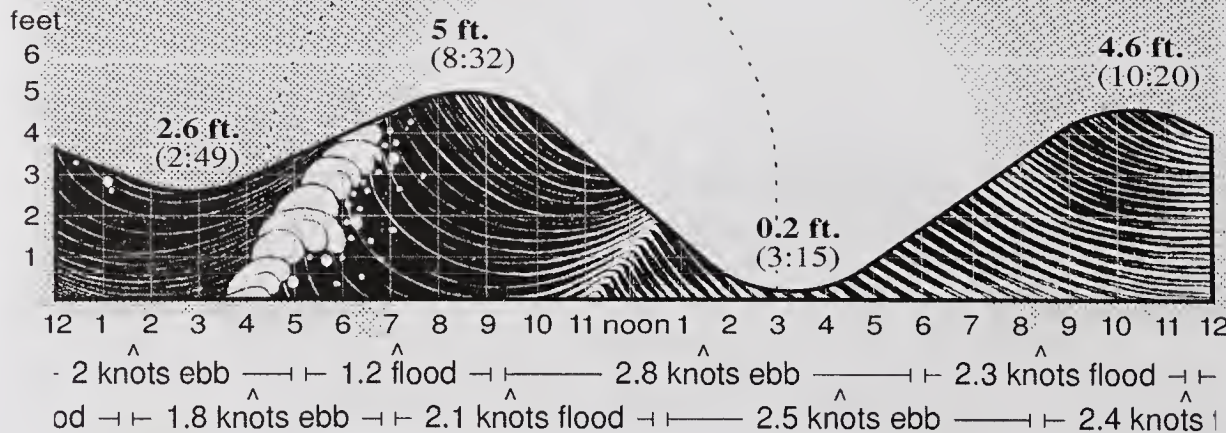 feet
6
5
4
3
2
1
2.6 ft.
(2:49)
5 ft.
(8:32)
0.2 ft.
(3:15)
4.6 ft.
(10:20)
12 1 2 3 4 5 6 7 8 9 10 11 noon 1 2 3 4 5 6 7 8 9 10 11 12
- 2 knots ebb 1.2 flood 2.8 knots ebb 2.3 knots flood
od 1.8 knots ebb 2.1 knots flood 2.5 knots ebb 2.4 knots